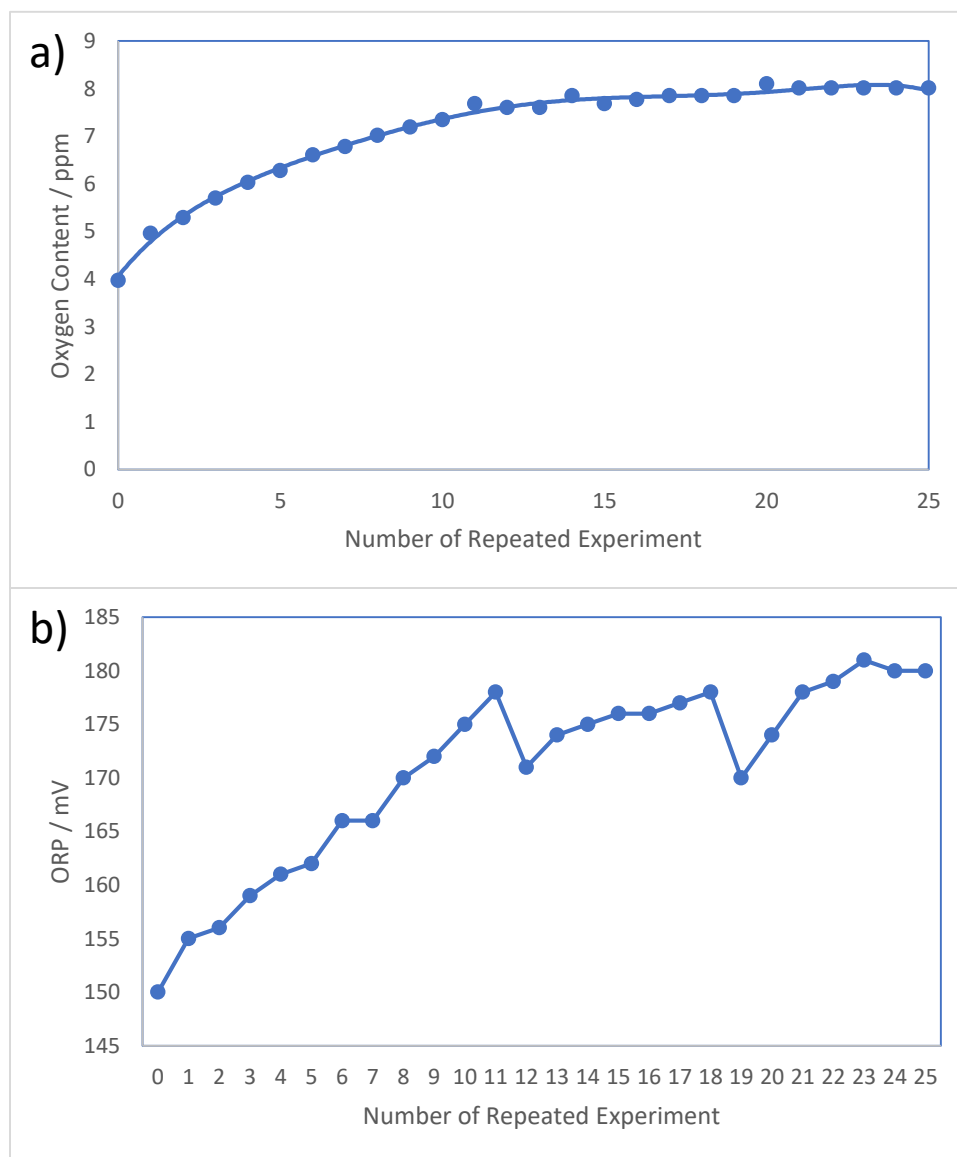 a)
9
8
7
6
5
4
3
2
1
0
Oxygen Content / ppm
0 5 10 15 20 25
Number of Repeated Experiment
b)
185
180
175
170
165
160
155
150
145
ORP / mV
0 1 2 3 4 5 6 7 8 9 10 11 12 13 14 15 16 17 18 19 20 21 22 23 24 25
Number of Repeated Experiment